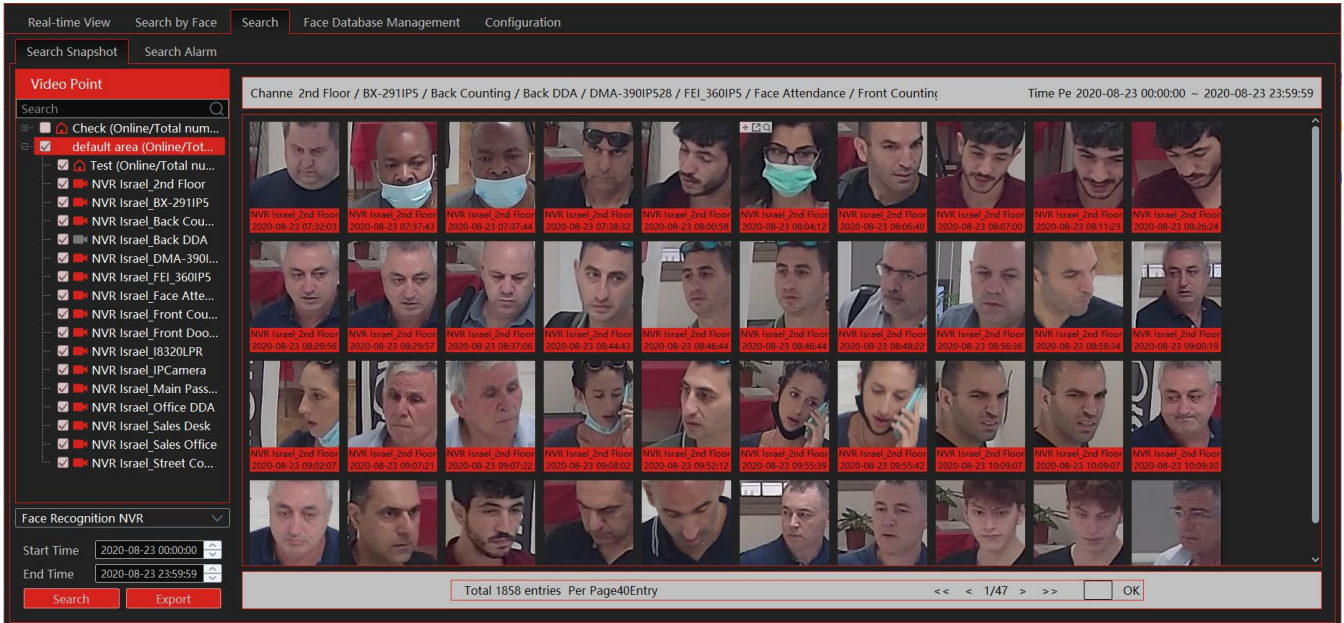 Real-time View Search by Face Search Face Database Management Configuration
Search Snapshot Search Alarm
Video Point
Search
Check (Online/Total num...
default area (Online/Tot...
Test (Online/Total nu...
NVR Israel_2nd Floor
NVR Israel_BX-291IP5
NVR Israel_Back Cou...
NVR Israel_Back DDA
NVR Israel_DMA-390I...
NVR Israel_FEI_360IP5
NVR Israel_Face Atte...
NVR Israel_Front Cou...
NVR Israel_Front Doo...
NVR Israel_I8320LPR
NVR Israel_IPCamera
NVR Israel_Main Pass...
NVR Israel_Office DDA
NVR Israel_Sales Desk
NVR Israel_Sales Office
NVR Israel_Street Co...
Face Recognition NVR
Start Time 2020-08-23 00:00:00
End Time 2020-08-23 23:59:59
Search Export
Channe 2nd Floor / BX-291IP5 / Back Counting / Back DDA / DMA-390IP528 / FEI_360IP5 / Face Attendance / Front Counting Time Pe 2020-08-23 00:00:00 ~ 2020-08-23 23:59:59
NVR Israel_2nd Floor NVR Israel_2nd Floor NVR Israel_2nd Floor NVR Israel_2nd Floor NVR Israel_2nd Floor NVR Israel_2nd Floor NVR Israel_2nd Floor NVR Israel_2nd Floor NVR Israel_2nd Floor NVR Israel_2nd Floor
2020-08-23 07:32:03 2020-08-23 07:37:43 2020-08-23 07:37:44 2020-08-23 07:38:32 2020-08-23 08:00:58 2020-08-23 08:04:12 2020-08-23 08:06:40 2020-08-23 08:07:00 2020-08-23 08:11:23 2020-08-23 08:26:24
NVR Israel_2nd Floor NVR Israel_2nd Floor NVR Israel_2nd Floor NVR Israel_2nd Floor NVR Israel_2nd Floor NVR Israel_2nd Floor NVR Israel_2nd Floor NVR Israel_2nd Floor NVR Israel_2nd Floor NVR Israel_2nd Floor
2020-08-23 08:29:56 2020-08-23 08:29:57 2020-08-23 08:37:06 2020-08-23 08:44:43 2020-08-23 08:46:44 2020-08-23 08:46:44 2020-08-23 08:48:22 2020-08-23 08:56:36 2020-08-23 08:59:34 2020-08-23 09:00:19
NVR Israel_2nd Floor NVR Israel_2nd Floor NVR Israel_2nd Floor NVR Israel_2nd Floor NVR Israel_2nd Floor NVR Israel_2nd Floor NVR Israel_2nd Floor NVR Israel_2nd Floor NVR Israel_2nd Floor NVR Israel_2nd Floor
2020-08-23 09:02:07 2020-08-23 09:07:21 2020-08-23 09:07:22 2020-08-23 09:08:02 2020-08-23 09:52:12 2020-08-23 09:55:39 2020-08-23 09:55:42 2020-08-23 10:09:07 2020-08-23 10:09:07 2020-08-23 10:09:30
Total 1858 entries Per Page40Entry << < 1/47 > >> OK